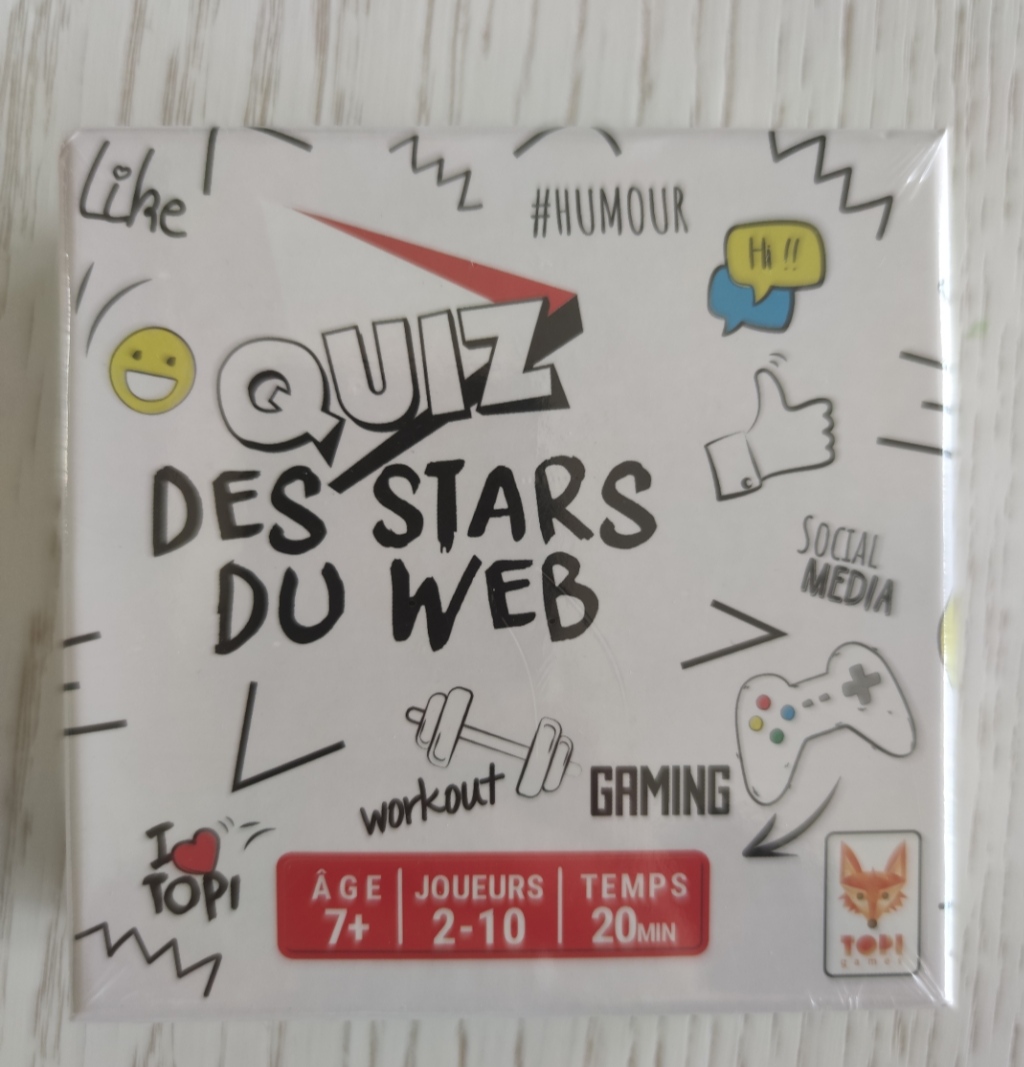 Like
#HUMOUR
Hi !!
QUIZ
DES STARS
DU WEB
SOCIAL
MEDIA
workout
GAMING
I
TOPI
ÂGE
7+
JOUEURS
2-10
TEMPS
20MIN
TOPI
games